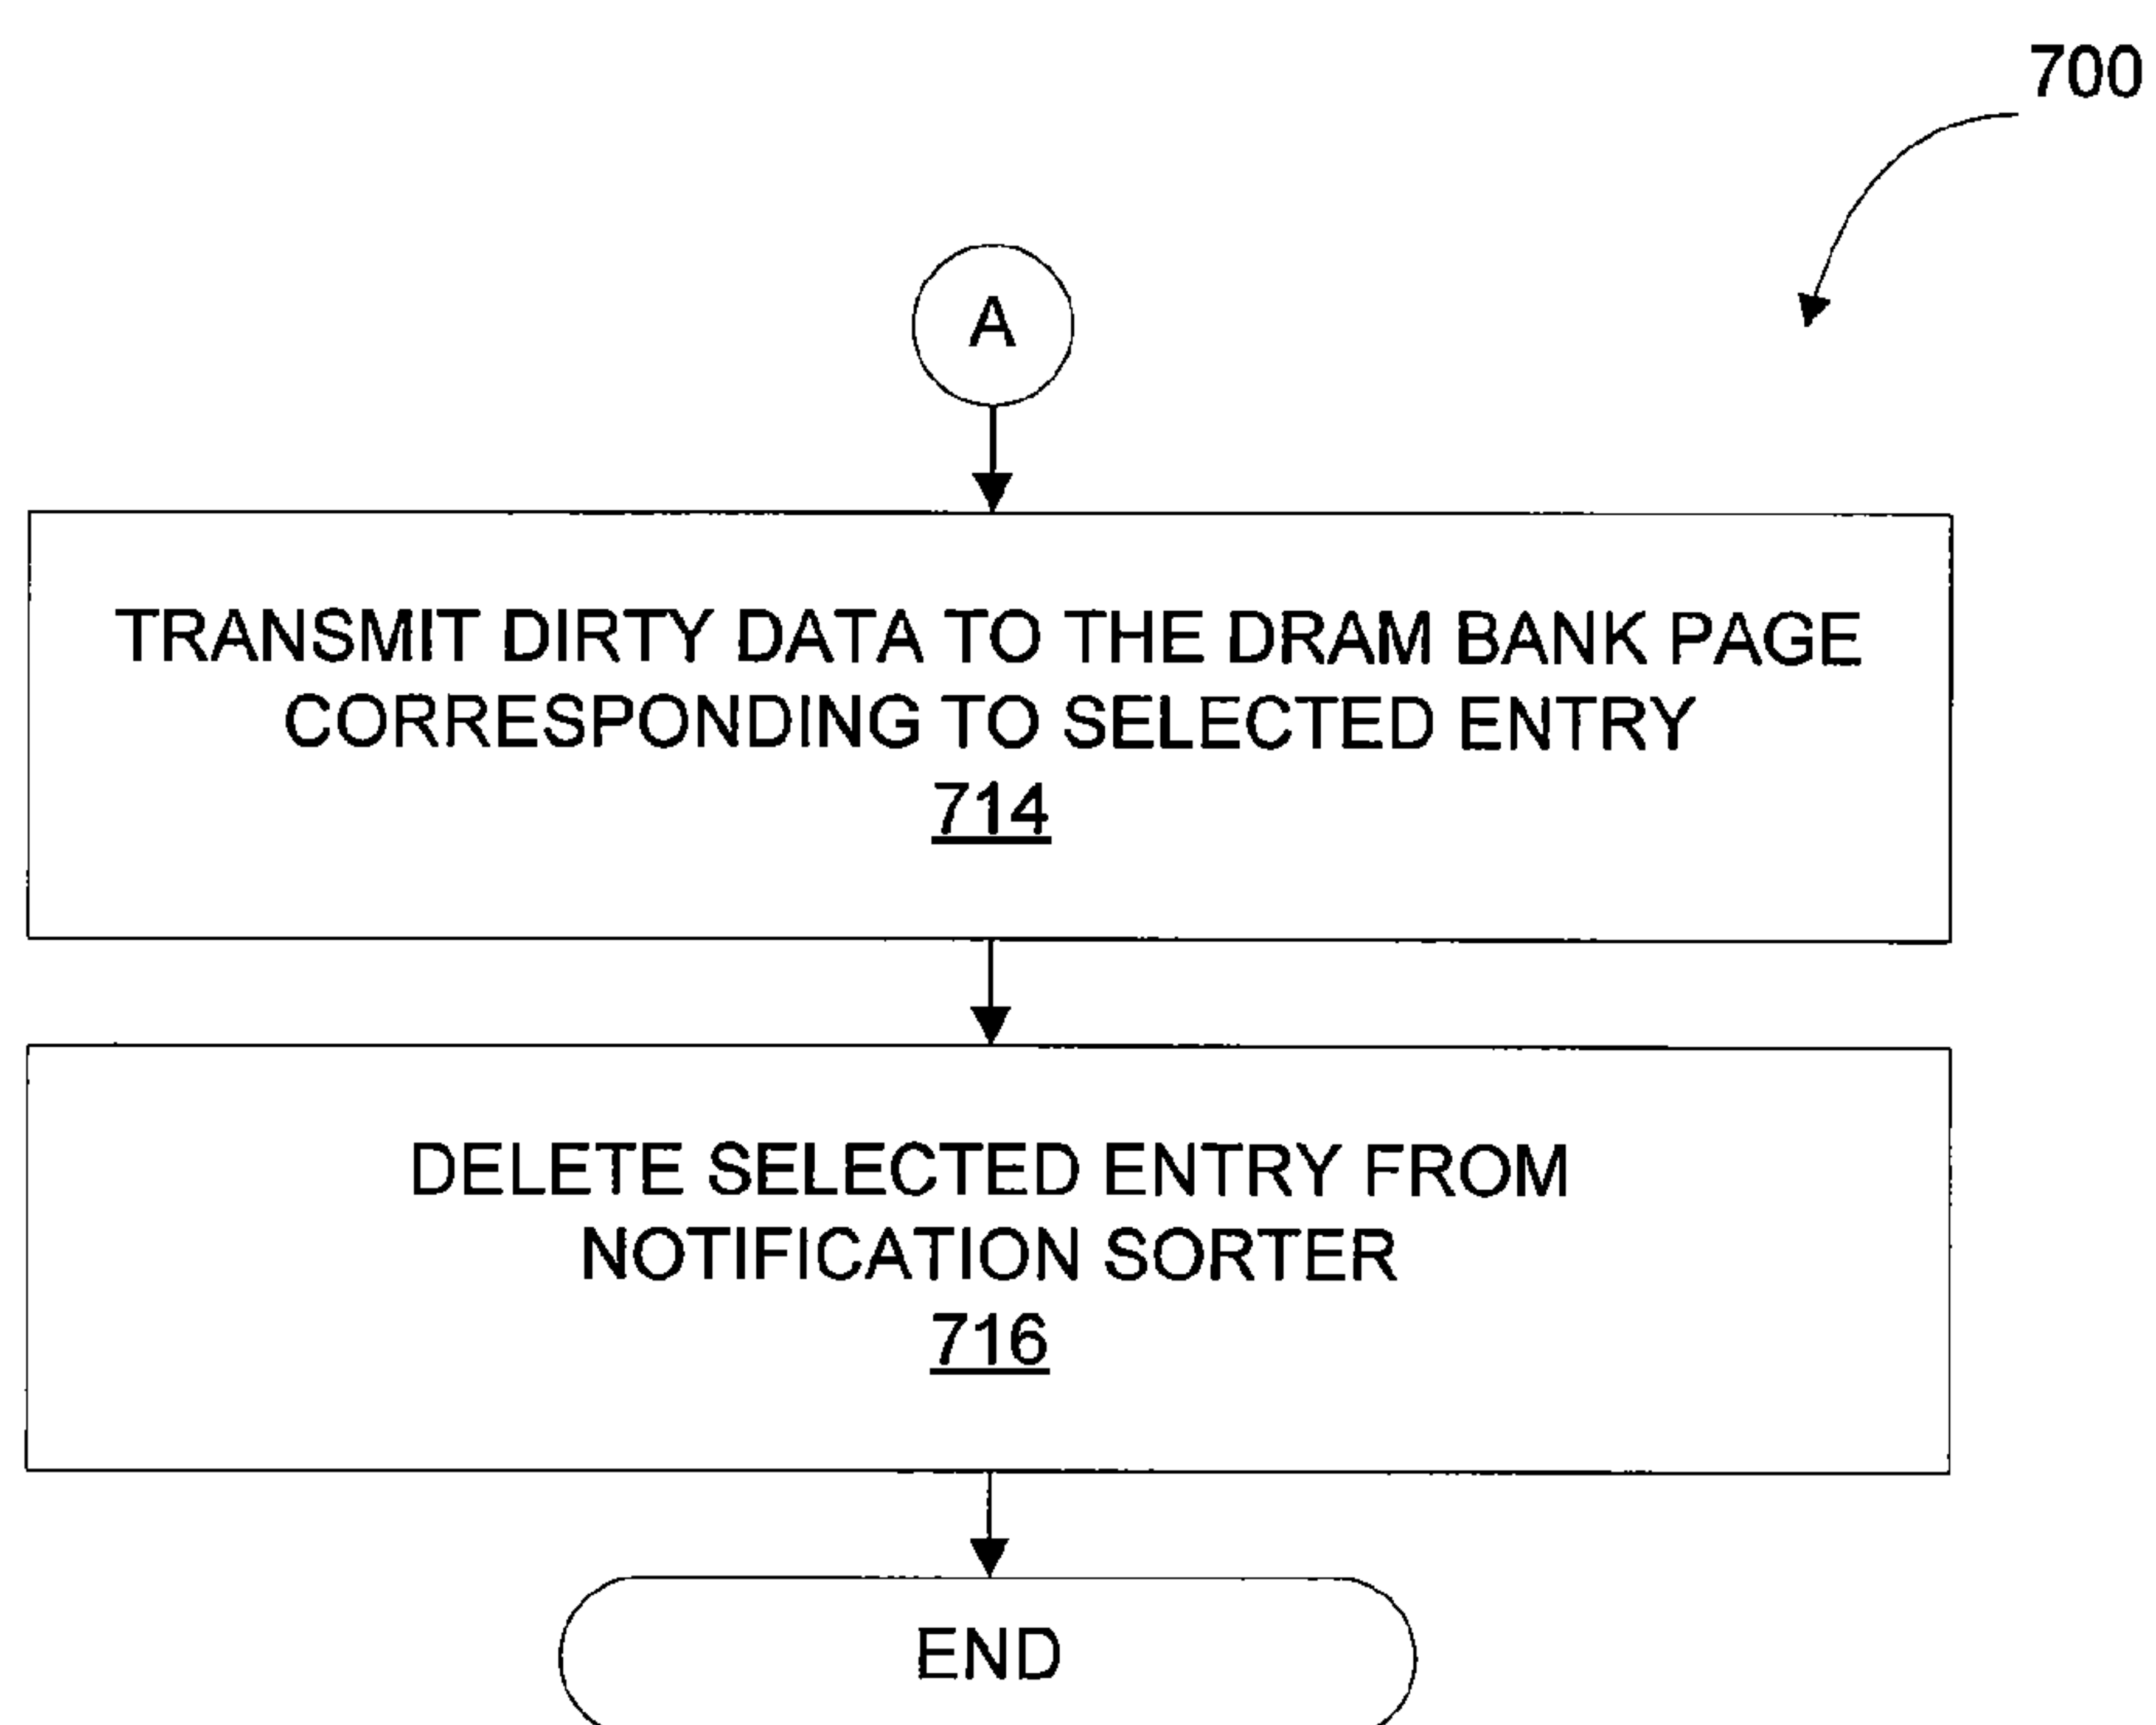 700
A
TRANSMIT DIRTY DATA TO THE DRAM BANK PAGE
CORRESPONDING TO SELECTED ENTRY
714
DELETE SELECTED ENTRY FROM
NOTIFICATION SORTER
716
END